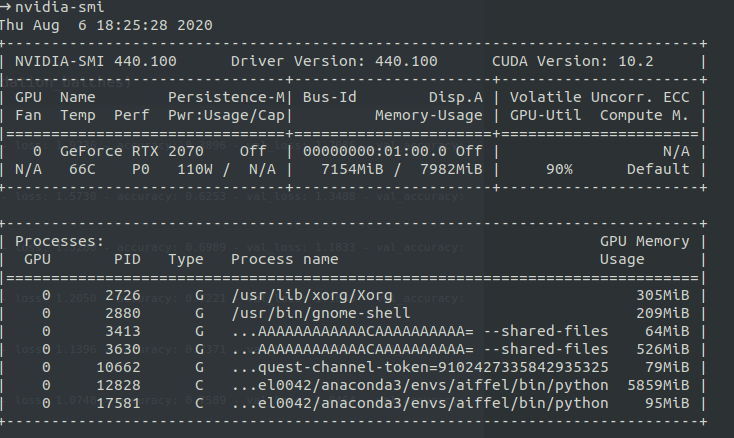 → nvidia-smi
Thu Aug  6 18:25:28 2020
+-----------------------------------------------------------------------------+
| NVIDIA-SMI 440.100      Driver Version: 440.100      CUDA Version: 10.2     |
|-------------------------------+----------------------+----------------------+
| GPU  Name        Persistence-M| Bus-Id        Disp.A | Volatile Uncorr. ECC |
| Fan  Temp  Perf  Pwr:Usage/Cap|         Memory-Usage | GPU-Util  Compute M. |
|===============================+======================+======================|
|   0  GeForce RTX 2070    Off  | 00000000:01:00.0 Off |                  N/A |
| N/A   66C    P0   110W /  N/A |   7154MiB /  7982MiB |     90%      Default |
+-------------------------------+----------------------+----------------------+
+-----------------------------------------------------------------------------+
| Processes:                                                       GPU Memory |
|  GPU       PID   Type   Process name                             Usage      |
|=============================================================================|
|    0      2726      G   /usr/lib/xorg/Xorg                           305MiB |
|    0      2880      G   /usr/bin/gnome-shell                         209MiB |
|    0      3413      G   ...AAAAAAAAAAAACAAAAAAAAAA= --shared-files    64MiB |
|    0      3630      G   ...AAAAAAAAAAAACAAAAAAAAAA= --shared-files   526MiB |
|    0     10662      G   ...quest-channel-token=9102427335842935325    79MiB |
|    0     12828      C   ...el0042/anaconda3/envs/aiffel/bin/python  5859MiB |
|    0     17581      C   ...el0042/anaconda3/envs/aiffel/bin/python    95MiB |
+-----------------------------------------------------------------------------+